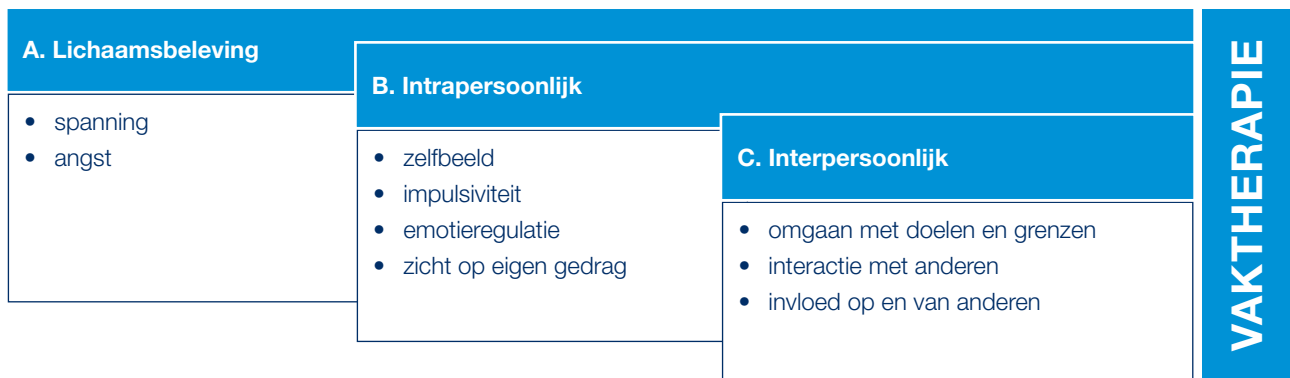 A. Lichaamsbeleving
• spanning
• angst
B. Intrapersoonlijk
• zelfbeeld
• impulsiviteit
• emotieregulatie
• zicht op eigen gedrag
C. Interpersoonlijk
• omgaan met doelen en grenzen
• interactie met anderen
• invloed op en van anderen
VAKTHERAPIE